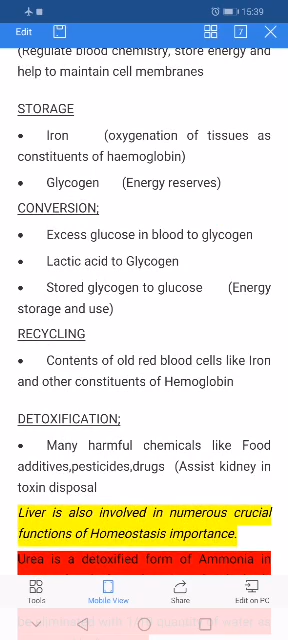 15:39
Edit
7
(Regulate blood chemistry, store energy and
help to maintain cell membranes
STORAGE
• Iron (oxygenation of tissues as
constituents of haemoglobin)
• Glycogen (Energy reserves)
CONVERSION;
• Excess glucose in blood to glycogen
• Lactic acid to Glycogen
• Stored glycogen to glucose (Energy
storage and use)
RECYCLING
• Contents of old red blood cells like Iron
and other constituents of Hemoglobin
DETOXIFICATION;
• Many harmful chemicals like Food
additives,pesticides,drugs (Assist kidney in
toxin disposal
Liver is also involved in numerous crucial
functions of Homeostasis importance.
Urea is a detoxified form of Ammonia in
Tools Mobile View Share Edit on PC